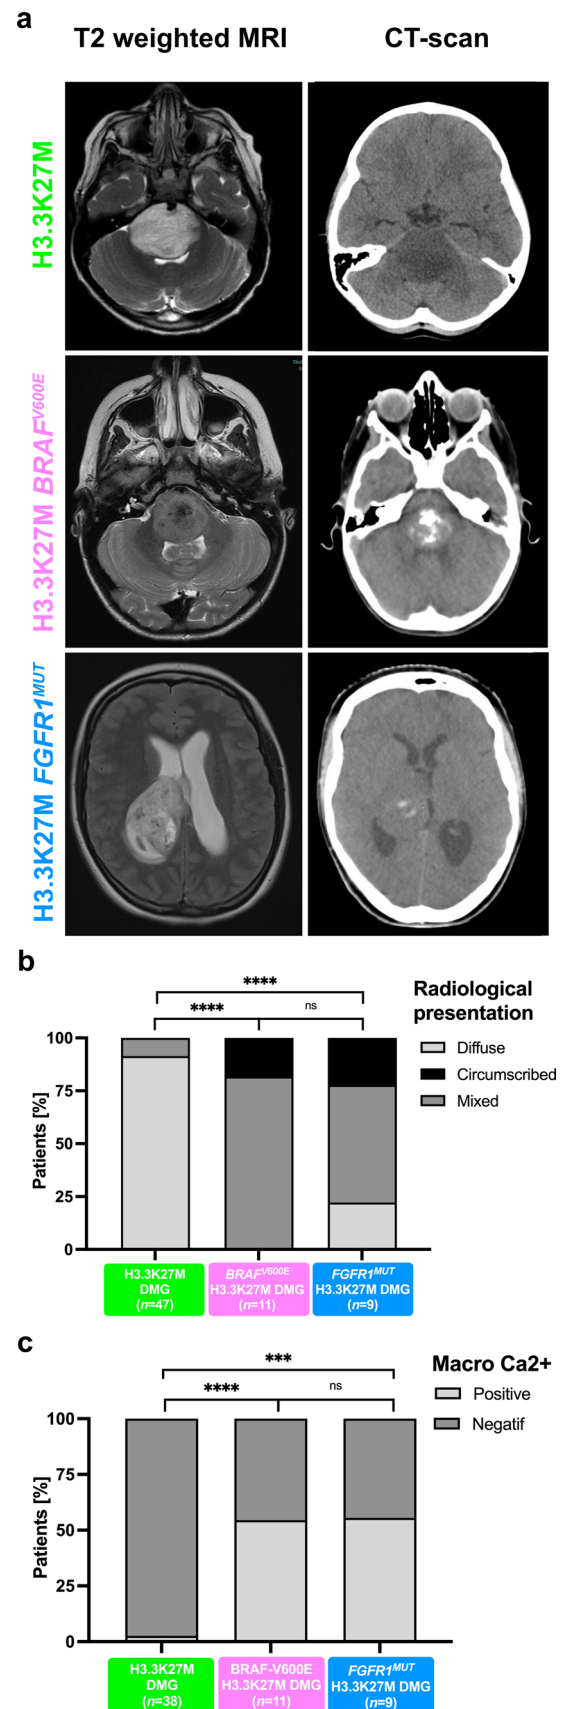 a
T2 weighted MRI
CT-scan
H3.3K27M
H3.3K27M BRAFV600E
H3.3K27M FGFR1MUT
b
****
****
ns
Radiological
presentation
Diffuse
Circumscribed
Mixed
Patients [%]
100
75
50
25
0
H3.3K27M
DMG
(n=47)
BRAFV600E
H3.3K27M DMG
(n=11)
FGFR1MUT
H3.3K27M DMG
(n=9)
c
***
****
ns
Macro Ca2+
Positive
Negatif
Patients [%]
100
75
50
25
0
H3.3K27M
DMG
(n=38)
BRAF-V600E
H3.3K27M DMG
(n=11)
FGFR1MUT
H3.3K27M DMG
(n=9)